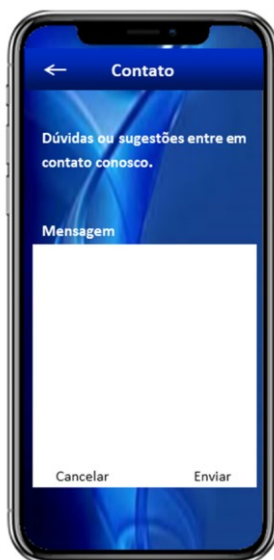 Contato
Dúvidas ou sugestões entre em
contato conosco.
Mensagem
Cancelar Enviar